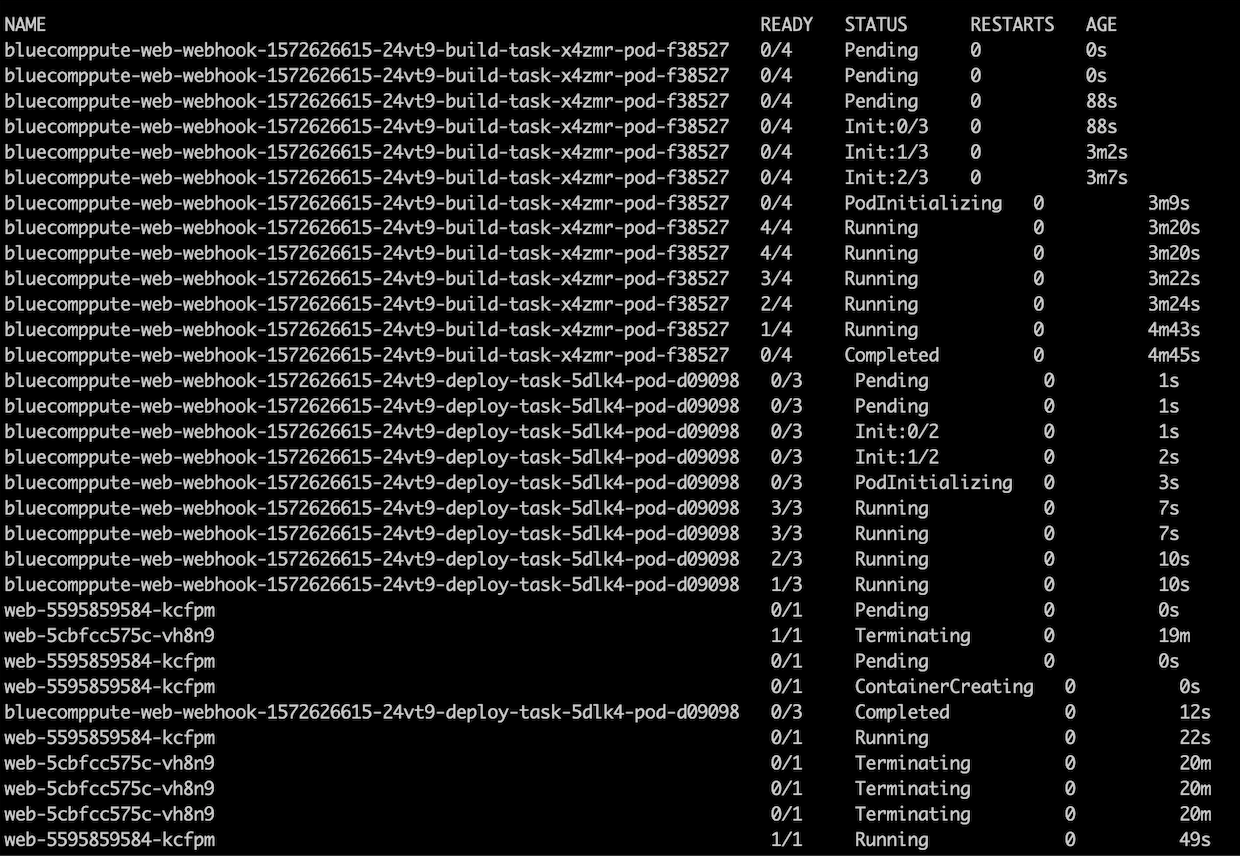 NAME READY STATUS RESTARTS AGE
bluecomppute-web-webhook-1572626615-24vt9-build-task-x4zmr-pod-f38527 0/4 Pending 0 0s
bluecomppute-web-webhook-1572626615-24vt9-build-task-x4zmr-pod-f38527 0/4 Pending 0 0s
bluecomppute-web-webhook-1572626615-24vt9-build-task-x4zmr-pod-f38527 0/4 Pending 0 88s
bluecomppute-web-webhook-1572626615-24vt9-build-task-x4zmr-pod-f38527 0/4 Init:0/3 0 88s
bluecomppute-web-webhook-1572626615-24vt9-build-task-x4zmr-pod-f38527 0/4 Init:1/3 0 3m2s
bluecomppute-web-webhook-1572626615-24vt9-build-task-x4zmr-pod-f38527 0/4 Init:2/3 0 3m7s
bluecomppute-web-webhook-1572626615-24vt9-build-task-x4zmr-pod-f38527 0/4 PodInitializing 0 3m9s
bluecomppute-web-webhook-1572626615-24vt9-build-task-x4zmr-pod-f38527 4/4 Running 0 3m20s
bluecomppute-web-webhook-1572626615-24vt9-build-task-x4zmr-pod-f38527 4/4 Running 0 3m20s
bluecomppute-web-webhook-1572626615-24vt9-build-task-x4zmr-pod-f38527 3/4 Running 0 3m22s
bluecomppute-web-webhook-1572626615-24vt9-build-task-x4zmr-pod-f38527 2/4 Running 0 3m24s
bluecomppute-web-webhook-1572626615-24vt9-build-task-x4zmr-pod-f38527 1/4 Running 0 4m43s
bluecomppute-web-webhook-1572626615-24vt9-build-task-x4zmr-pod-f38527 0/4 Completed 0 4m45s
bluecomppute-web-webhook-1572626615-24vt9-deploy-task-5dlk4-pod-d09098 0/3 Pending 0 1s
bluecomppute-web-webhook-1572626615-24vt9-deploy-task-5dlk4-pod-d09098 0/3 Pending 0 1s
bluecomppute-web-webhook-1572626615-24vt9-deploy-task-5dlk4-pod-d09098 0/3 Init:0/2 0 1s
bluecomppute-web-webhook-1572626615-24vt9-deploy-task-5dlk4-pod-d09098 0/3 Init:1/2 0 2s
bluecomppute-web-webhook-1572626615-24vt9-deploy-task-5dlk4-pod-d09098 0/3 PodInitializing 0 3s
bluecomppute-web-webhook-1572626615-24vt9-deploy-task-5dlk4-pod-d09098 3/3 Running 0 7s
bluecomppute-web-webhook-1572626615-24vt9-deploy-task-5dlk4-pod-d09098 3/3 Running 0 7s
bluecomppute-web-webhook-1572626615-24vt9-deploy-task-5dlk4-pod-d09098 2/3 Running 0 10s
bluecomppute-web-webhook-1572626615-24vt9-deploy-task-5dlk4-pod-d09098 1/3 Running 0 10s
web-5595859584-kcfpm 0/1 Pending 0 0s
web-5cbfcc575c-vh8n9 1/1 Terminating 0 19m
web-5595859584-kcfpm 0/1 Pending 0 0s
web-5595859584-kcfpm 0/1 ContainerCreating 0 0s
bluecomppute-web-webhook-1572626615-24vt9-deploy-task-5dlk4-pod-d09098 0/3 Completed 0 12s
web-5595859584-kcfpm 0/1 Running 0 22s
web-5cbfcc575c-vh8n9 0/1 Terminating 0 20m
web-5cbfcc575c-vh8n9 0/1 Terminating 0 20m
web-5cbfcc575c-vh8n9 0/1 Terminating 0 20m
web-5595859584-kcfpm 1/1 Running 0 49s